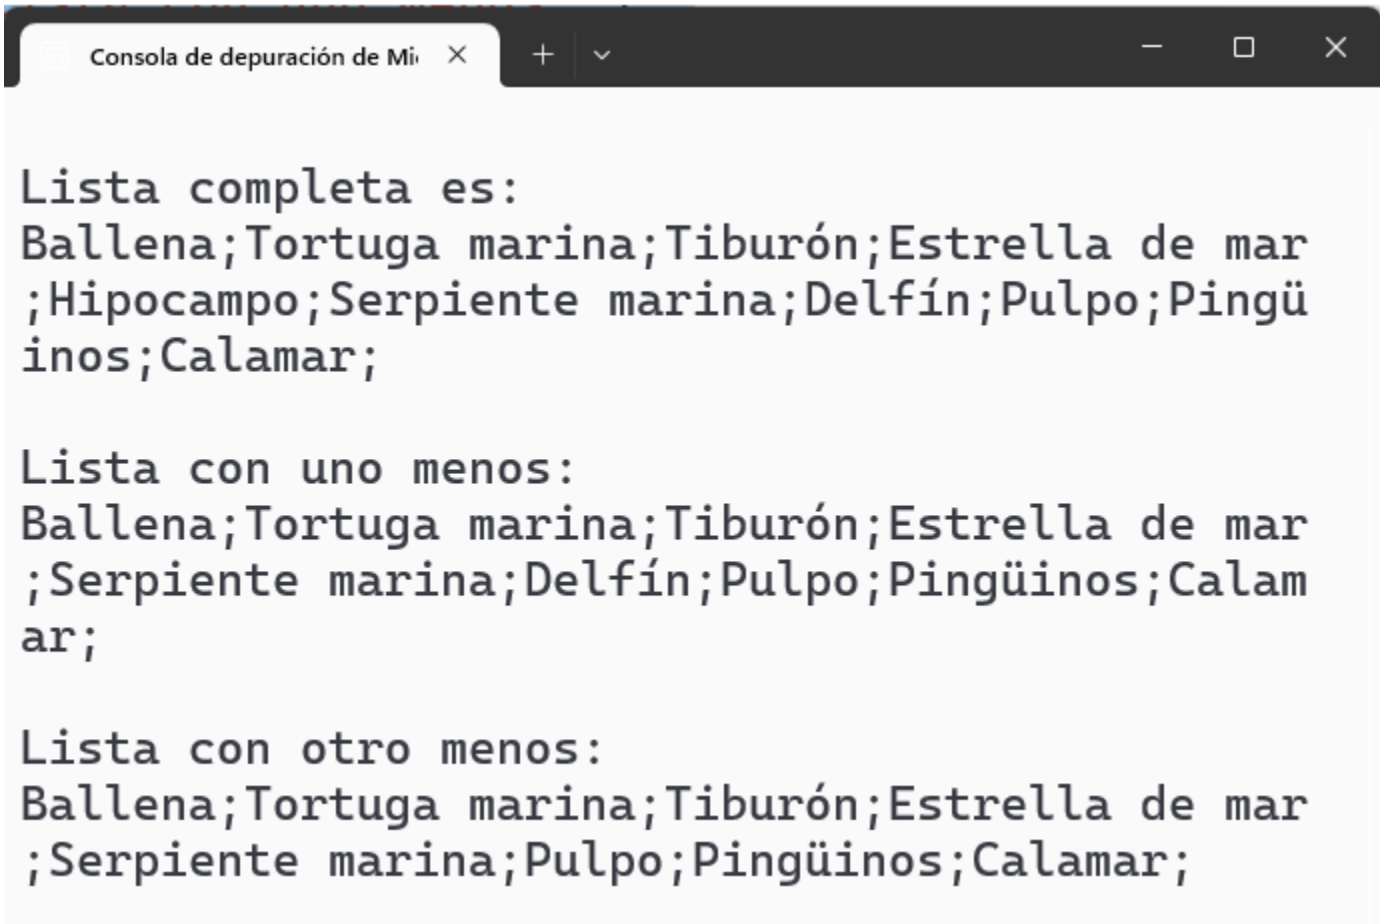 Consola de depuración de Mi
Lista completa es:
Ballena;Tortuga marina;Tiburón;Estrella de mar
;Hipocampo;Serpiente marina;Delfín;Pulpo;Pingü
inos;Calamar;
Lista con uno menos:
Ballena;Tortuga marina;Tiburón;Estrella de mar
;Serpiente marina;Delfín;Pulpo;Pingüinos;Calam
ar;
Lista con otro menos:
Ballena;Tortuga marina;Tiburón;Estrella de mar
;Serpiente marina;Pulpo;Pingüinos;Calamar;